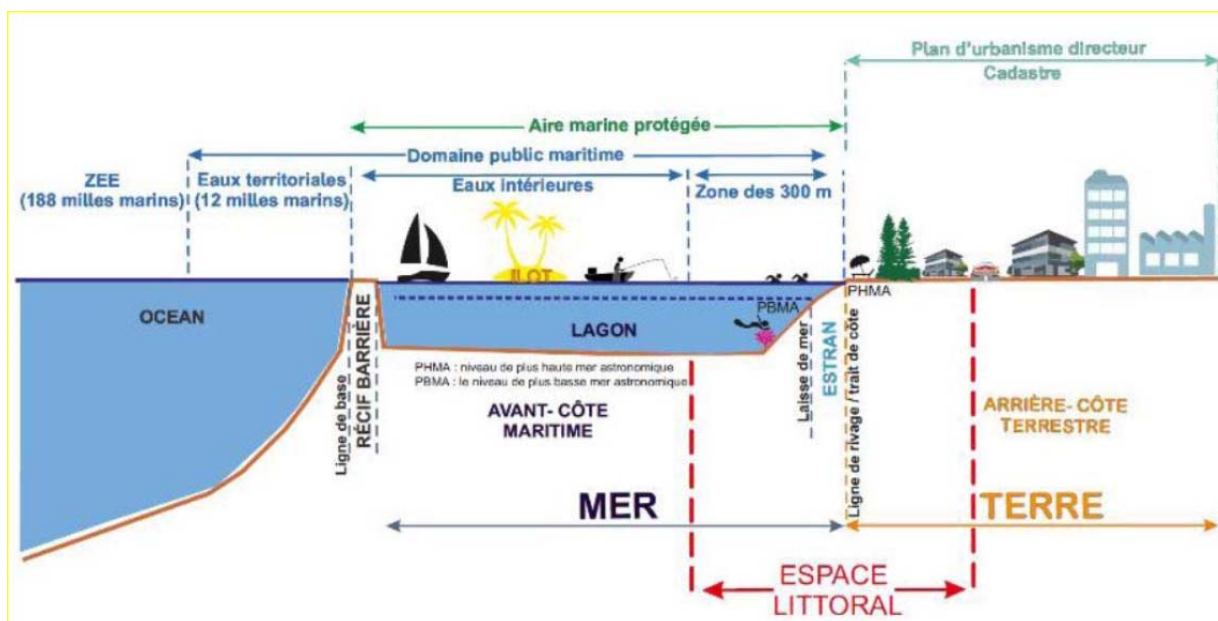 Plan d'urbanisme directeur
Cadastre
Aire marine protégée
Domaine public maritime
ZEE
(188 milles marins)
Eaux territoriales
(12 milles marins)
Eaux intérieures
Zone des 300 m
ILOT
OCEAN
LAGON
PBMA
PHMA
PHMA : niveau de plus haute mer astronomique
PBMA : le niveau de plus basse mer astronomique
Ligne de base
RÉCIF BARRIÈRE
AVANT- CÔTE
MARITIME
Laisse de mer
ESTRAN
Ligne de rivage / trait de côte
ARRIÈRE- CÔTE
TERRESTRE
MER
TERRE
ESPACE
LITTORAL